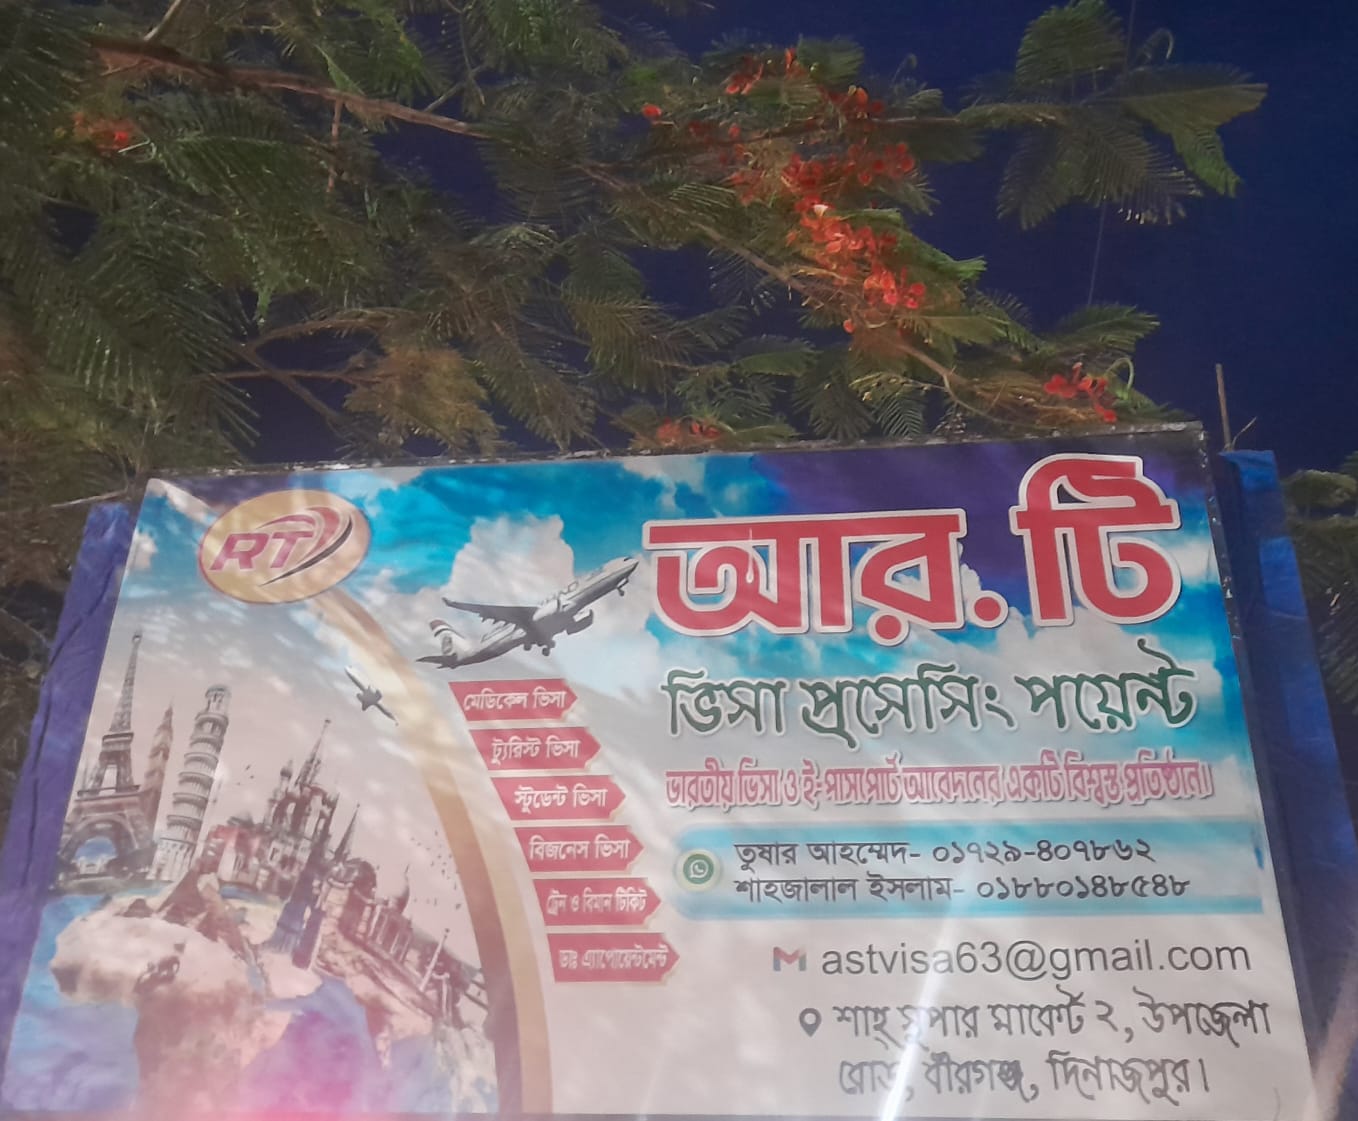 RT
আর. টি
ভিসা প্রসেসিং পয়েন্ট
ভারতীয় ভিসা ও ই-পাসপোর্ট আবেদনের একটি বিশ্বস্ত প্রতিষ্ঠান।
মেডিকেল ভিসা
ট্যুরিস্ট ভিসা
স্টুডেন্ট ভিসা
বিজনেস ভিসা
ট্রেন ও বিমান টিকিট
ডাঃ এ্যাপোয়েন্টমেন্ট
তুষার আহম্মেদ- ০১৭২৯-৪০৭৮৬২
শাহজালাল ইসলাম- ০১৮৮০১৪৮৫৪৮
astvisa63@gmail.com
শাহ্ সুপার মার্কেট ২, উপজেলা
রোড, বীরগঞ্জ, দিনাজপুর।